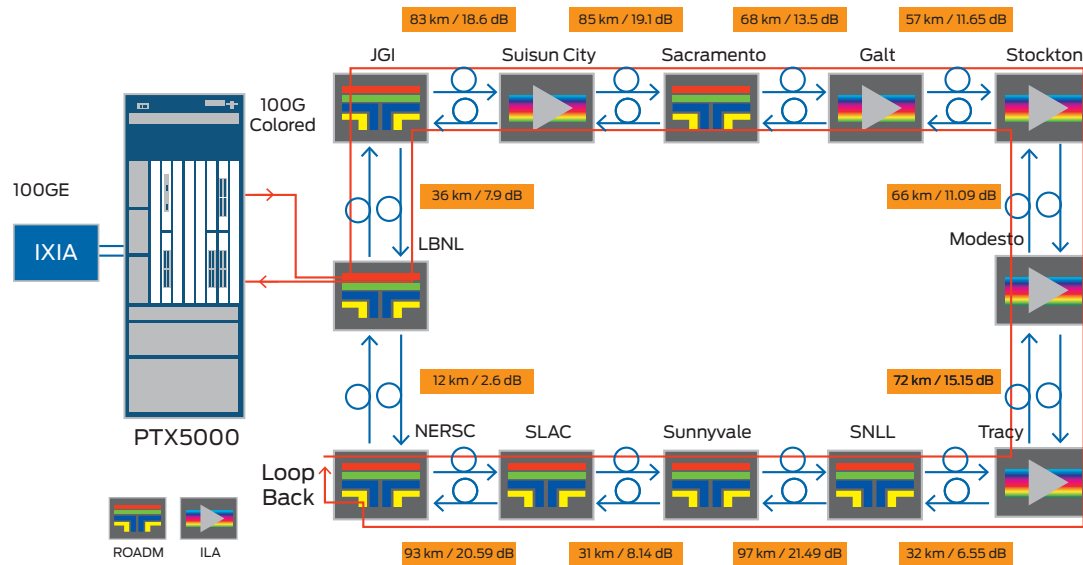 83 km / 18.6 dB
85 km / 19.1 dB
68 km / 13.5 dB
57 km / 11.65 dB
JGI
Suisun City
Sacramento
Galt
Stockton
100G
Colored
100GE
IXIA
36 km / 7.9 dB
66 km / 11.09 dB
LBNL
Modesto
12 km / 2.6 dB
72 km / 15.15 dB
PTX5000
NERSC
SLAC
Sunnyvale
SNLL
Tracy
Loop
Back
ROADM
ILA
93 km / 20.59 dB
31 km / 8.14 dB
97 km / 21.49 dB
32 km / 6.55 dB